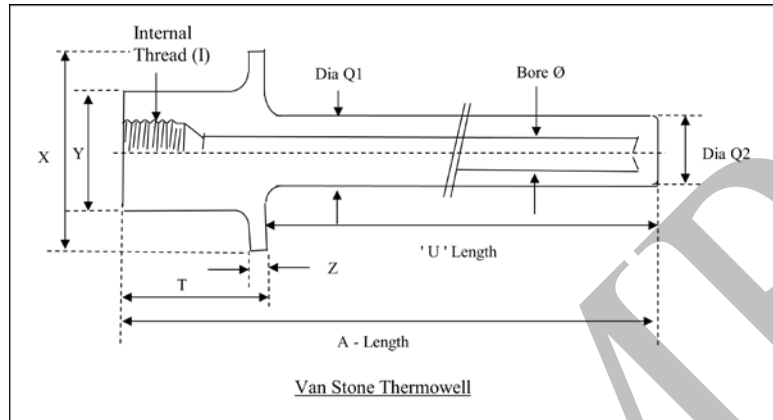 Internal
Thread (I)
Dia Q1
Bore Ø
X
Y
Dia Q2
' U ' Length
Z
T
A - Length
Van Stone Thermowell